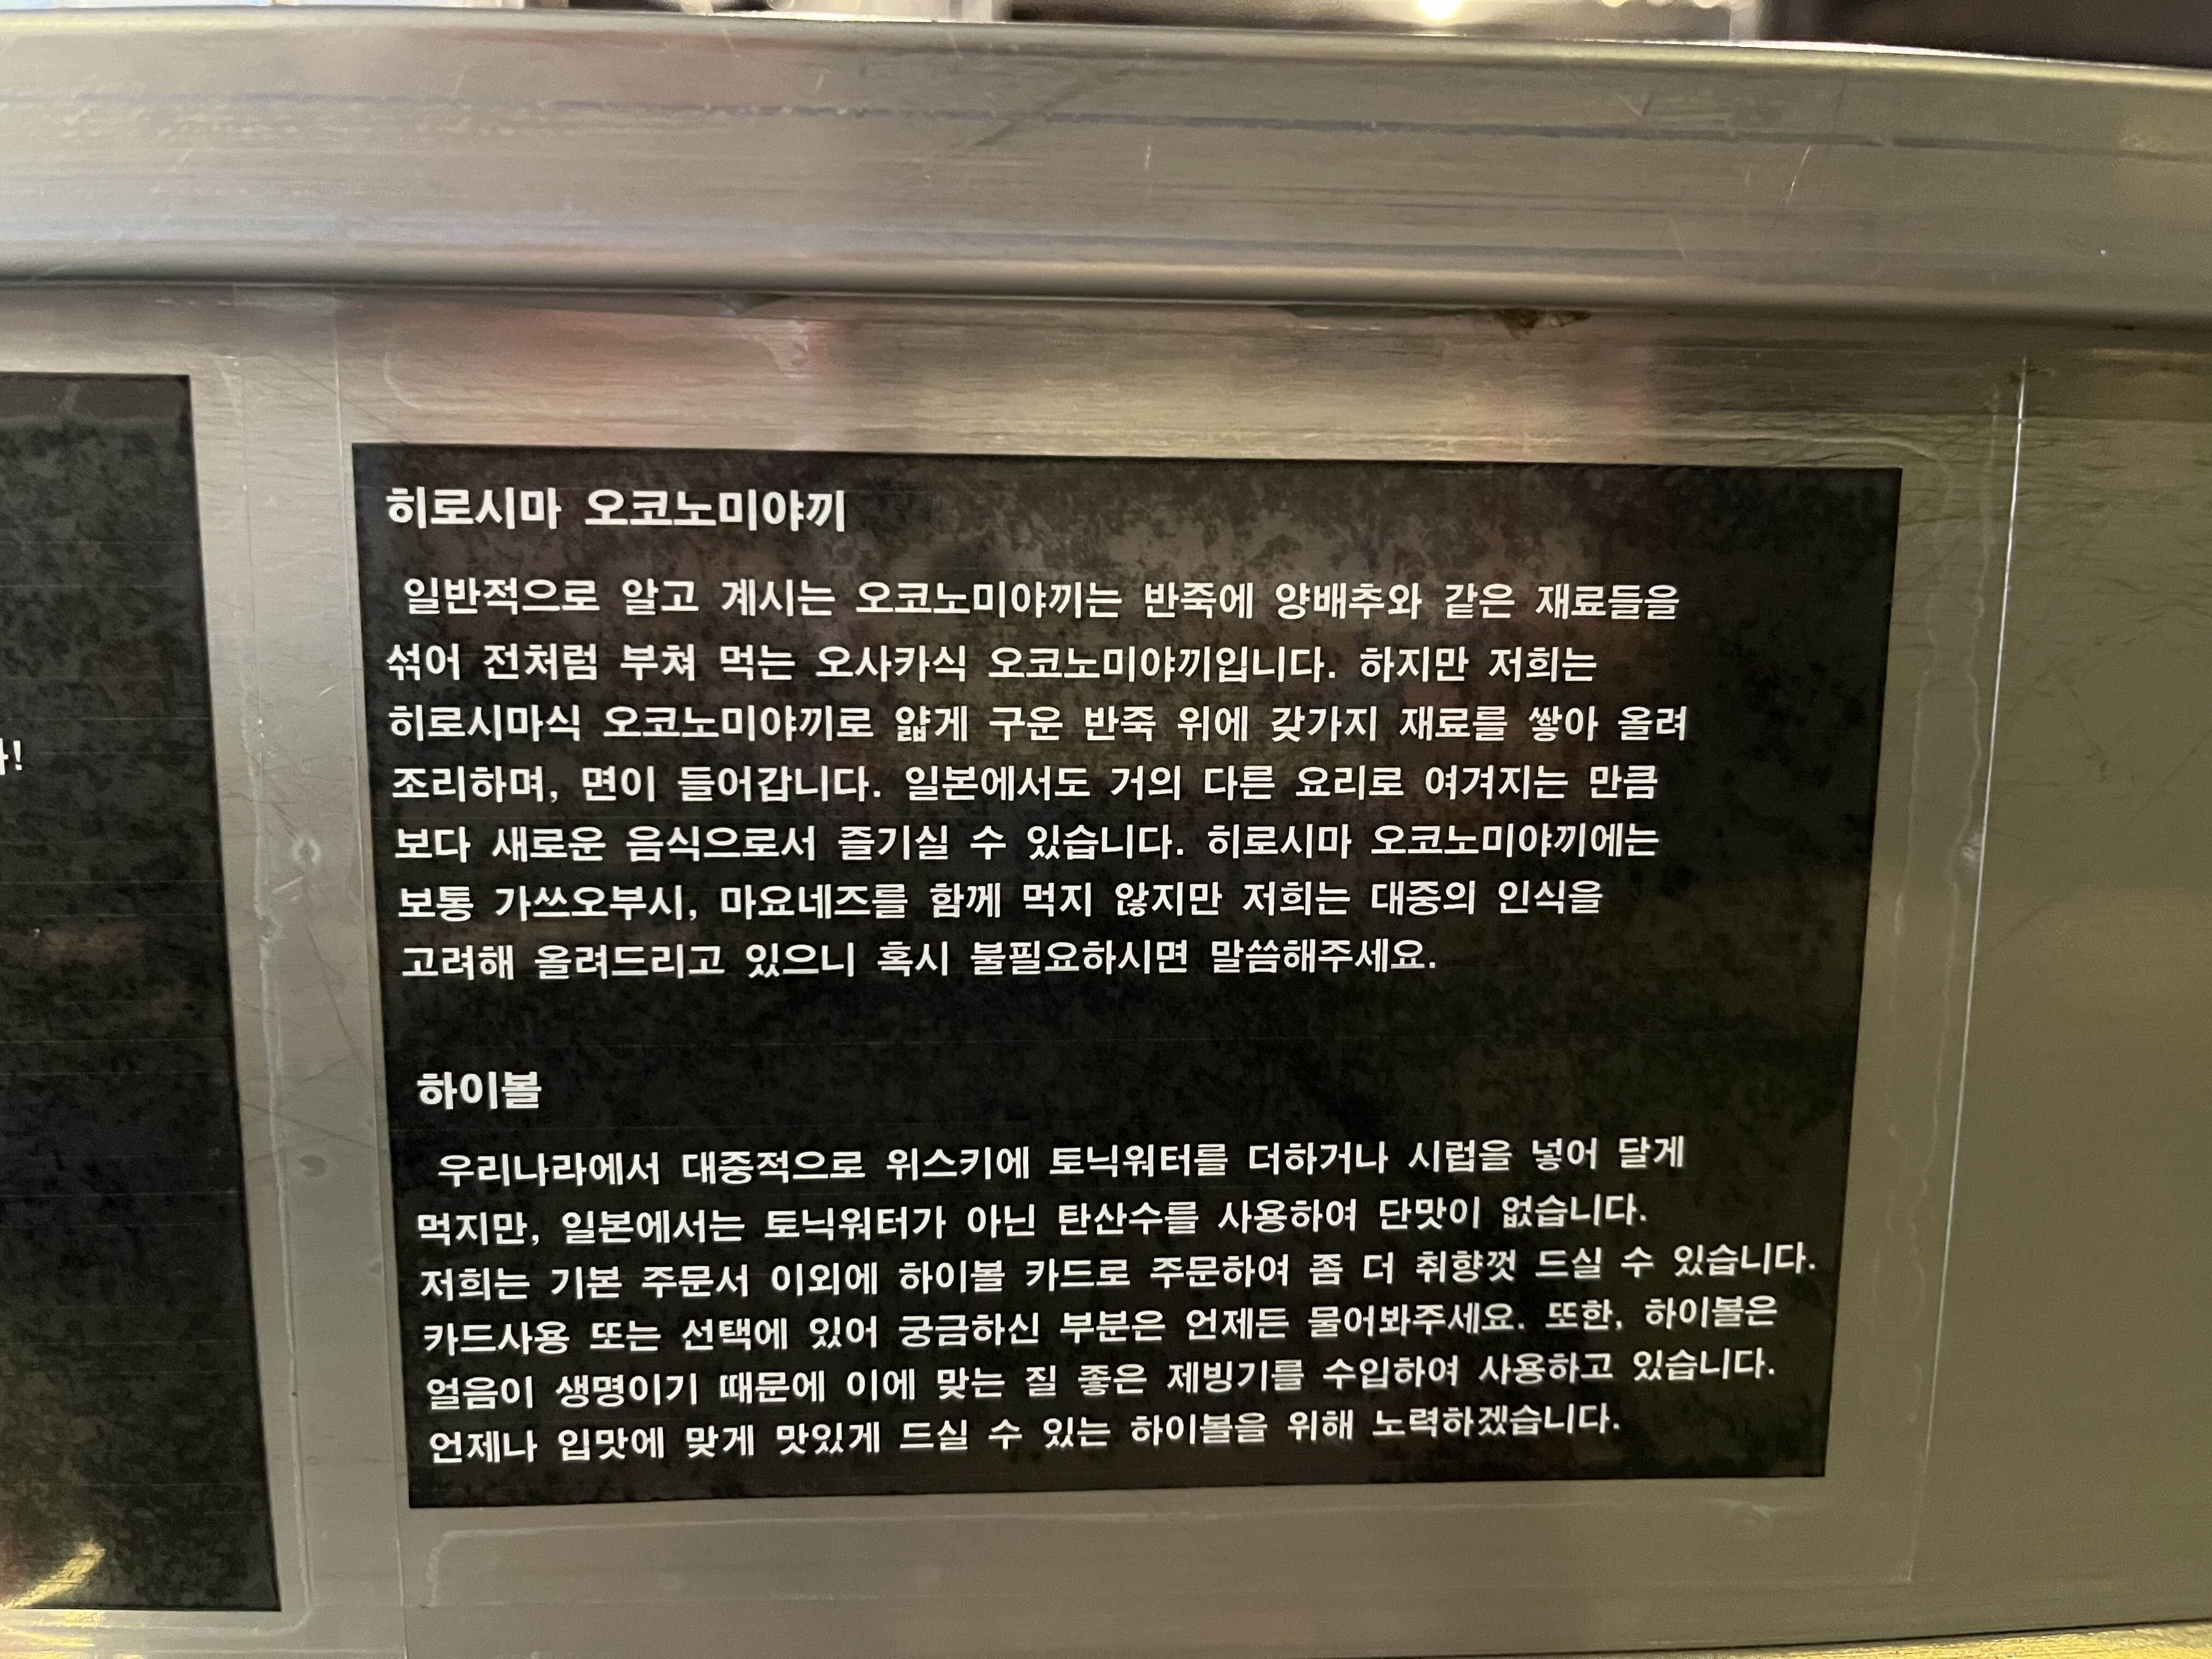 히로시마 오코노미야끼
일반적으로 알고 계시는 오코노미야끼는 반죽에 양배추와 같은 재료들을
섞어 전처럼 부쳐 먹는 오사카식 오코노미야끼입니다. 하지만 저희는
히로시마식 오코노미야끼로 얇게 구운 반죽 위에 갖가지 재료를 쌓아 올려
조리하며, 면이 들어갑니다. 일본에서도 거의 다른 요리로 여겨지는 만큼
보다 새로운 음식으로서 즐기실 수 있습니다. 히로시마 오코노미야끼에는
보통 가쓰오부시, 마요네즈를 함께 먹지 않지만 저희는 대중의 인식을
고려해 올려드리고 있으니 혹시 불필요하시면 말씀해주세요.
하이볼
우리나라에서 대중적으로 위스키에 토닉워터를 더하거나 시럽을 넣어 달게
먹지만, 일본에서는 토닉워터가 아닌 탄산수를 사용하여 단맛이 없습니다.
저희는 기본 주문서 이외에 하이볼 카드로 주문하여 좀 더 취향껏 드실 수 있습니다.
카드사용 또는 선택에 있어 궁금하신 부분은 언제든 물어봐주세요. 또한, 하이볼은
얼음이 생명이기 때문에 이에 맞는 질 좋은 제빙기를 수입하여 사용하고 있습니다.
언제나 입맛에 맞게 맛있게 드실 수 있는 하이볼을 위해 노력하겠습니다.